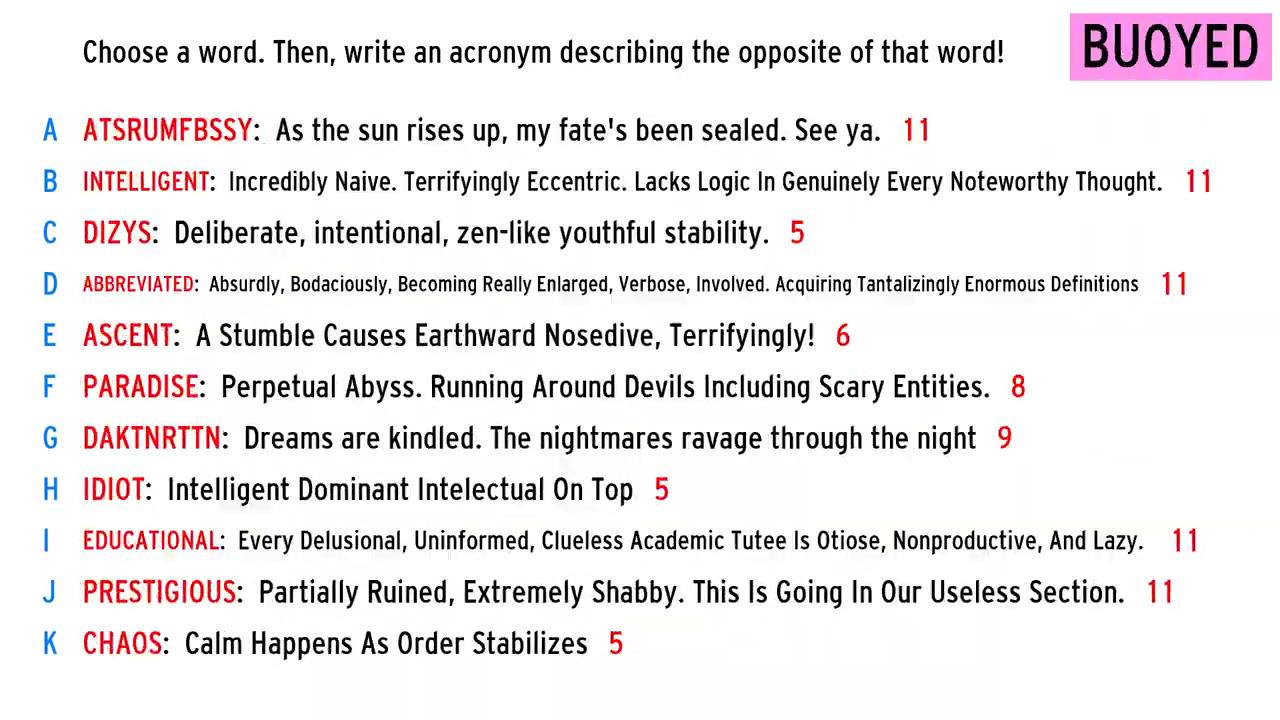 Choose a word. Then, write an acronym describing the opposite of that word!
BUOYED
A ATSRUMFBSSY: As the sun rises up, my fate's been sealed. See ya. 11
B INTELLIGENT: Incredibly Naive. Terrifyingly Eccentric. Lacks Logic In Genuinely Every Noteworthy Thought. 11
C DIZYS: Deliberate, intentional, zen-like youthful stability. 5
D ABBREVIATED: Absurdly, Bodaciously, Becoming Really Enlarged, Verbose, Involved. Acquiring Tantalizingly Enormous Definitions 11
E ASCENT: A Stumble Causes Earthward Nosedive, Terrifyingly! 6
F PARADISE: Perpetual Abyss. Running Around Devils Including Scary Entities. 8
G DAKTNRTTN: Dreams are kindled. The nightmares ravage through the night 9
H IDIOT: Intelligent Dominant Intelectual On Top 5
I EDUCATIONAL: Every Delusional, Uninformed, Clueless Academic Tutee Is Otiose, Nonproductive, And Lazy. 11
J PRESTIGIOUS: Partially Ruined, Extremely Shabby. This Is Going In Our Useless Section. 11
K CHAOS: Calm Happens As Order Stabilizes 5